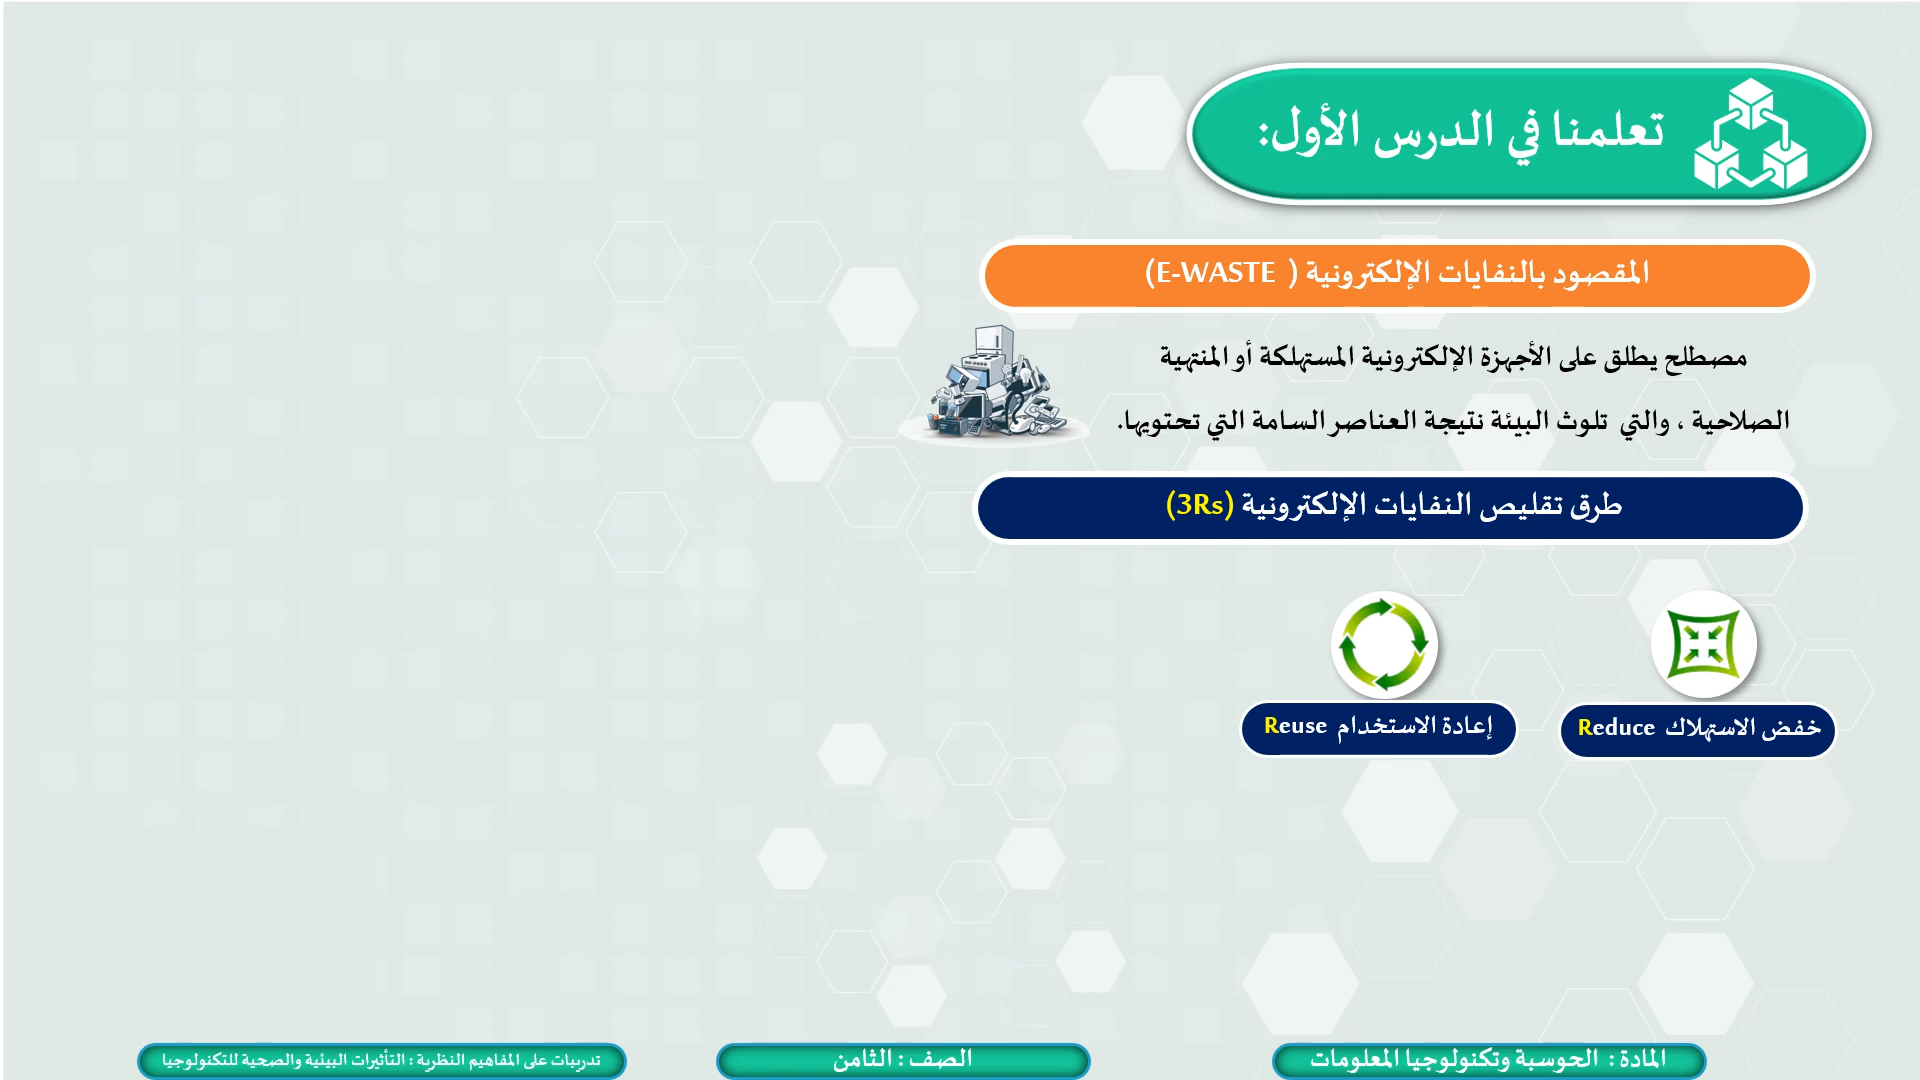 تعلمنا في الدرس الأول:
المقصود بالنفايات الإلكترونية ( E-WASTE)
مصطلح يطلق على الأجهزة الإلكترونية المستهلكة أو المنتهية
الصلاحية ، والتي تلوث البيئة نتيجة العناصر السامة التي تحتويها.
طرق تقليص النفايات الإلكترونية (3Rs)
خفض الاستهلاك Reduce
إعادة الاستخدام Reuse
المادة : الحوسبة وتكنولوجيا المعلومات
الصف : الثامن
تدريبات على المفاهيم النظرية : التأثيرات البيئية والصحية للتكنولوجيا